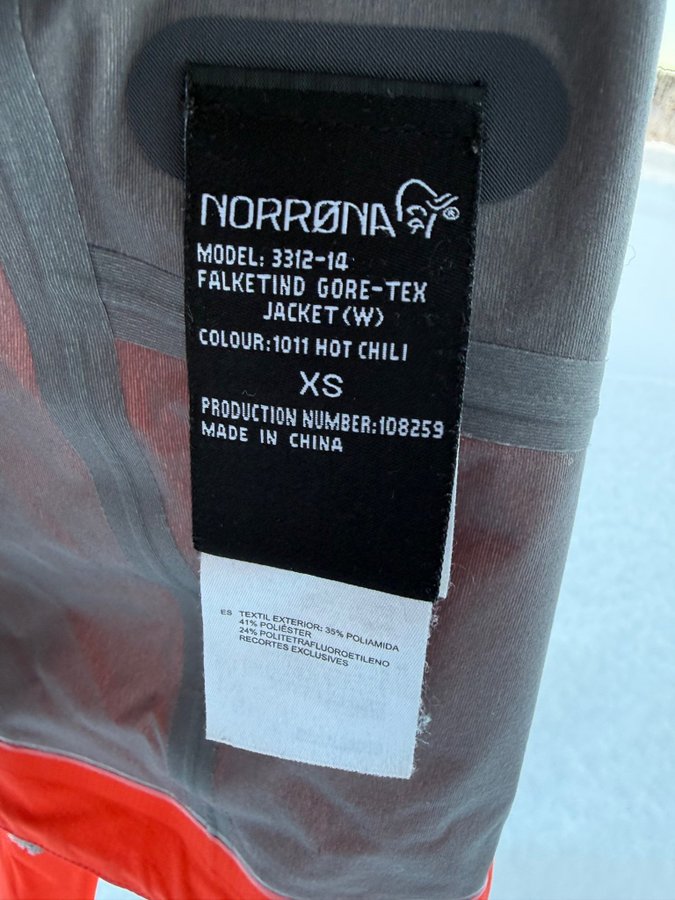 NORRØNA®
MODEL: 3312-14
FALKETIND GORE-TEX
JACKET(W)
COLOUR:1011 HOT CHILI
XS
PRODUCTION NUMBER:108259
MADE IN CHINA
ES TEXTIL EXTERIOR: 35% POLIAMIDA
41% POLIÉSTER
24% POLITETRAFLUOROETILENO
RECORTES EXCLUSIVES